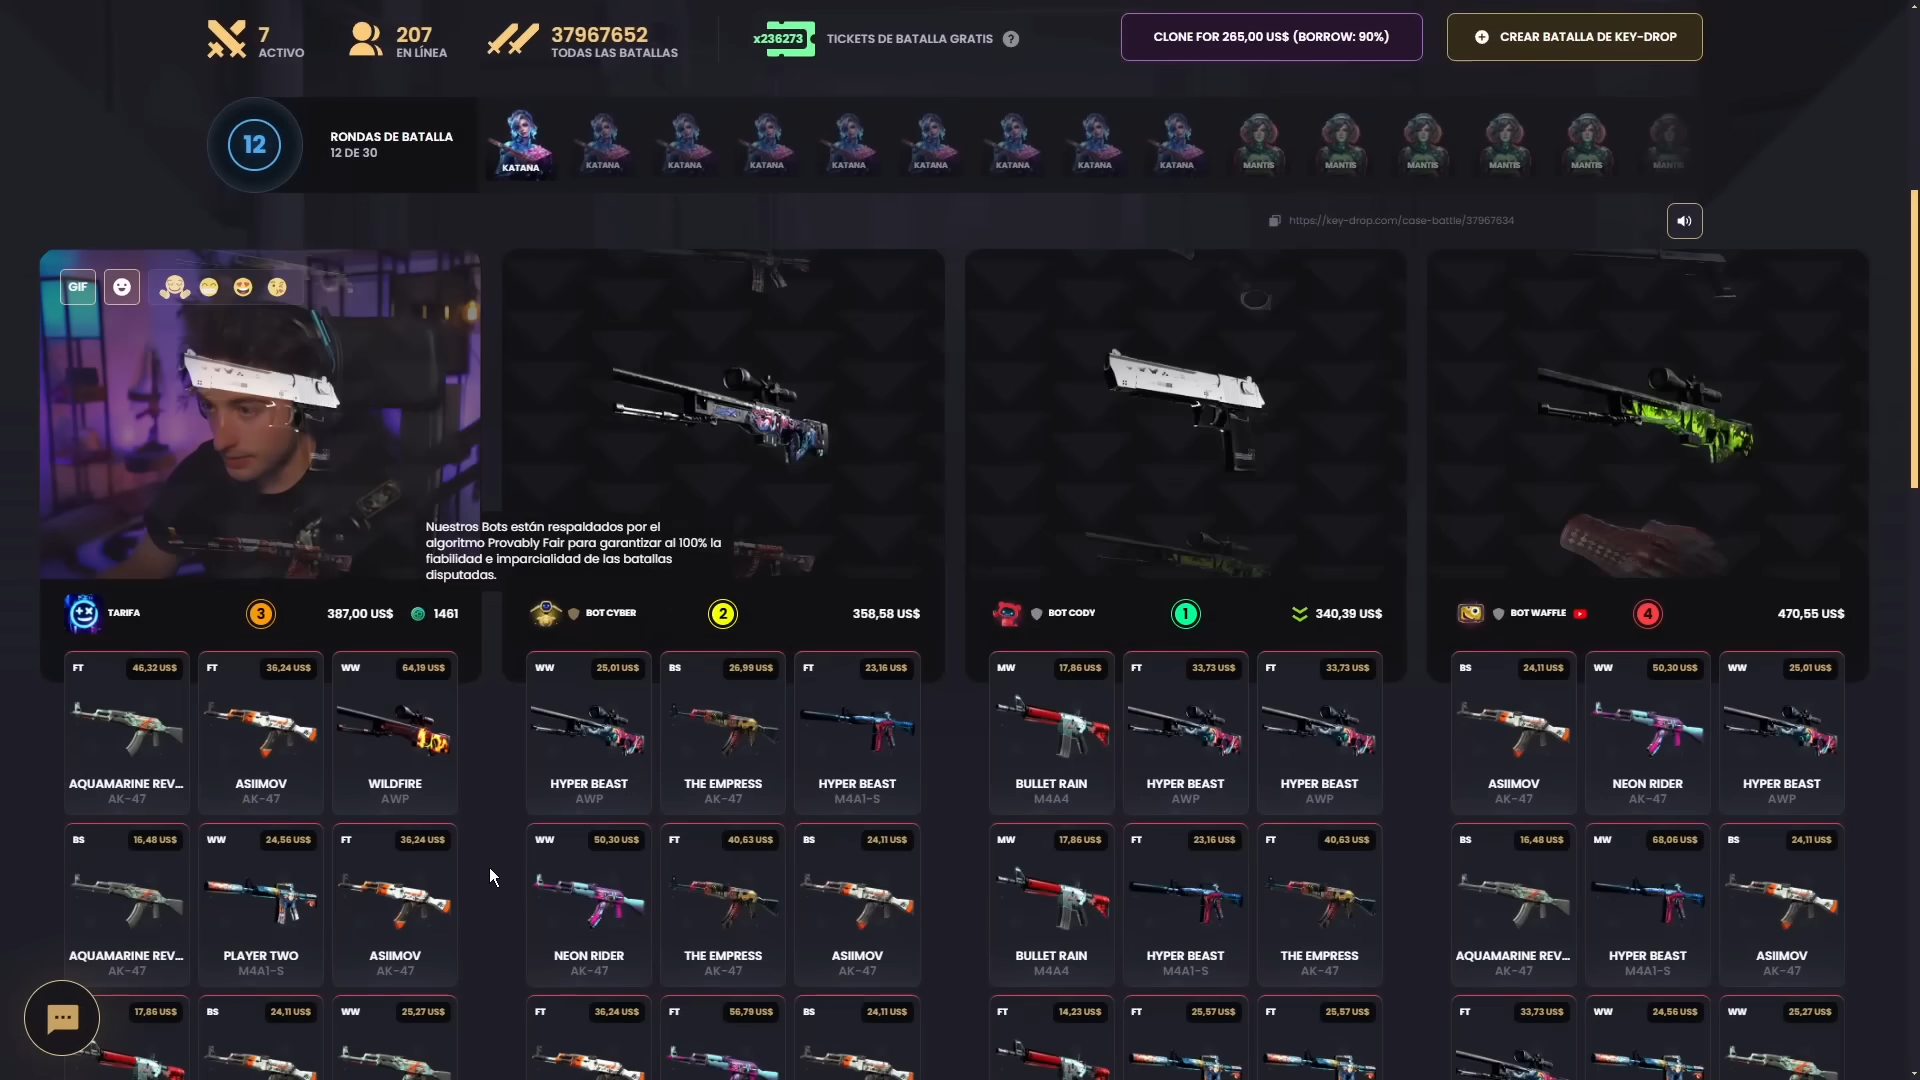 7
ACTIVO
207
EN LÍNEA
37967652
TODAS LAS BATALLAS
x236273
TICKETS DE BATALLA GRATIS
?
CLONE FOR 265,00 US$ (BORROW: 90%)
CREAR BATALLA DE KEY-DROP
12
RONDAS DE BATALLA
12 DE 30
KATANA KATANA KATANA KATANA KATANA KATANA KATANA KATANA KATANA MANTIS MANTIS MANTIS MANTIS MANTIS MANTIS
https://key-drop.com/case-battle/37967634
GIF
Nuestros Bots están respaldados por el
algoritmo Provably Fair para garantizar al 100% la
fiabilidad e imparcialidad de las batallas
disputadas.
TARIFA 3 387,00 US$ 1461
BOT CYBER 2 358,58 US$
BOT CODY 1 340,39 US$
BOT WAFFLE 4 470,55 US$
FT 46,32 US$ FT 36,24 US$ WW 64,19 US$ WW 25,01 US$ BS 26,99 US$ FT 23,16 US$ MW 17,86 US$ FT 33,73 US$ FT 33,73 US$ BS 24,11 US$ WW 50,30 US$ WW 25,01 US$
AQUAMARINE REV... ASIIMOV WILDFIRE HYPER BEAST THE EMPRESS HYPER BEAST BULLET RAIN HYPER BEAST HYPER BEAST ASIIMOV NEON RIDER HYPER BEAST
AK-47 AK-47 AWP AWP AK-47 M4A1-S M4A4 AWP AWP AK-47 AK-47 AWP
BS 16,48 US$ WW 24,56 US$ FT 36,24 US$ WW 50,30 US$ FT 40,63 US$ BS 24,11 US$ MW 17,86 US$ FT 23,16 US$ FT 40,63 US$ BS 16,48 US$ MW 68,06 US$ BS 24,11 US$
AQUAMARINE REV... PLAYER TWO ASIIMOV NEON RIDER THE EMPRESS ASIIMOV BULLET RAIN HYPER BEAST THE EMPRESS AQUAMARINE REV... HYPER BEAST ASIIMOV
AK-47 M4A1-S AK-47 AK-47 AK-47 AK-47 M4A4 M4A1-S AK-47 AK-47 M4A1-S AK-47
17,86 US$ BS 24,11 US$ WW 25,27 US$ FT 36,24 US$ FT 56,79 US$ BS 24,11 US$ FT 14,23 US$ FT 25,57 US$ FT 25,57 US$ FT 33,73 US$ WW 24,56 US$ WW 25,27 US$